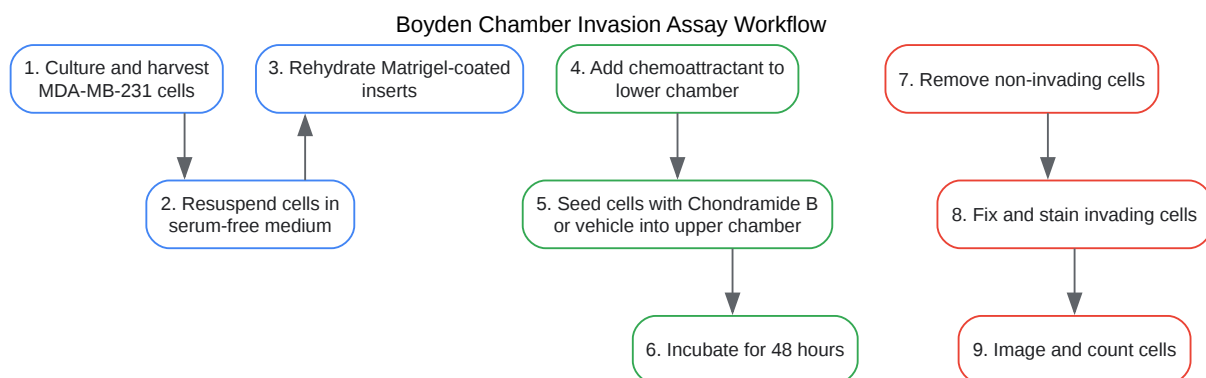 Boyden Chamber Invasion Assay Workflow
1. Culture and harvest
MDA-MB-231 cells
2. Resuspend cells in
serum-free medium
3. Rehydrate Matrigel-coated
inserts
4. Add chemoattractant to
lower chamber
5. Seed cells with Chondramide B
or vehicle into upper chamber
6. Incubate for 48 hours
7. Remove non-invading cells
8. Fix and stain invading cells
9. Image and count cells